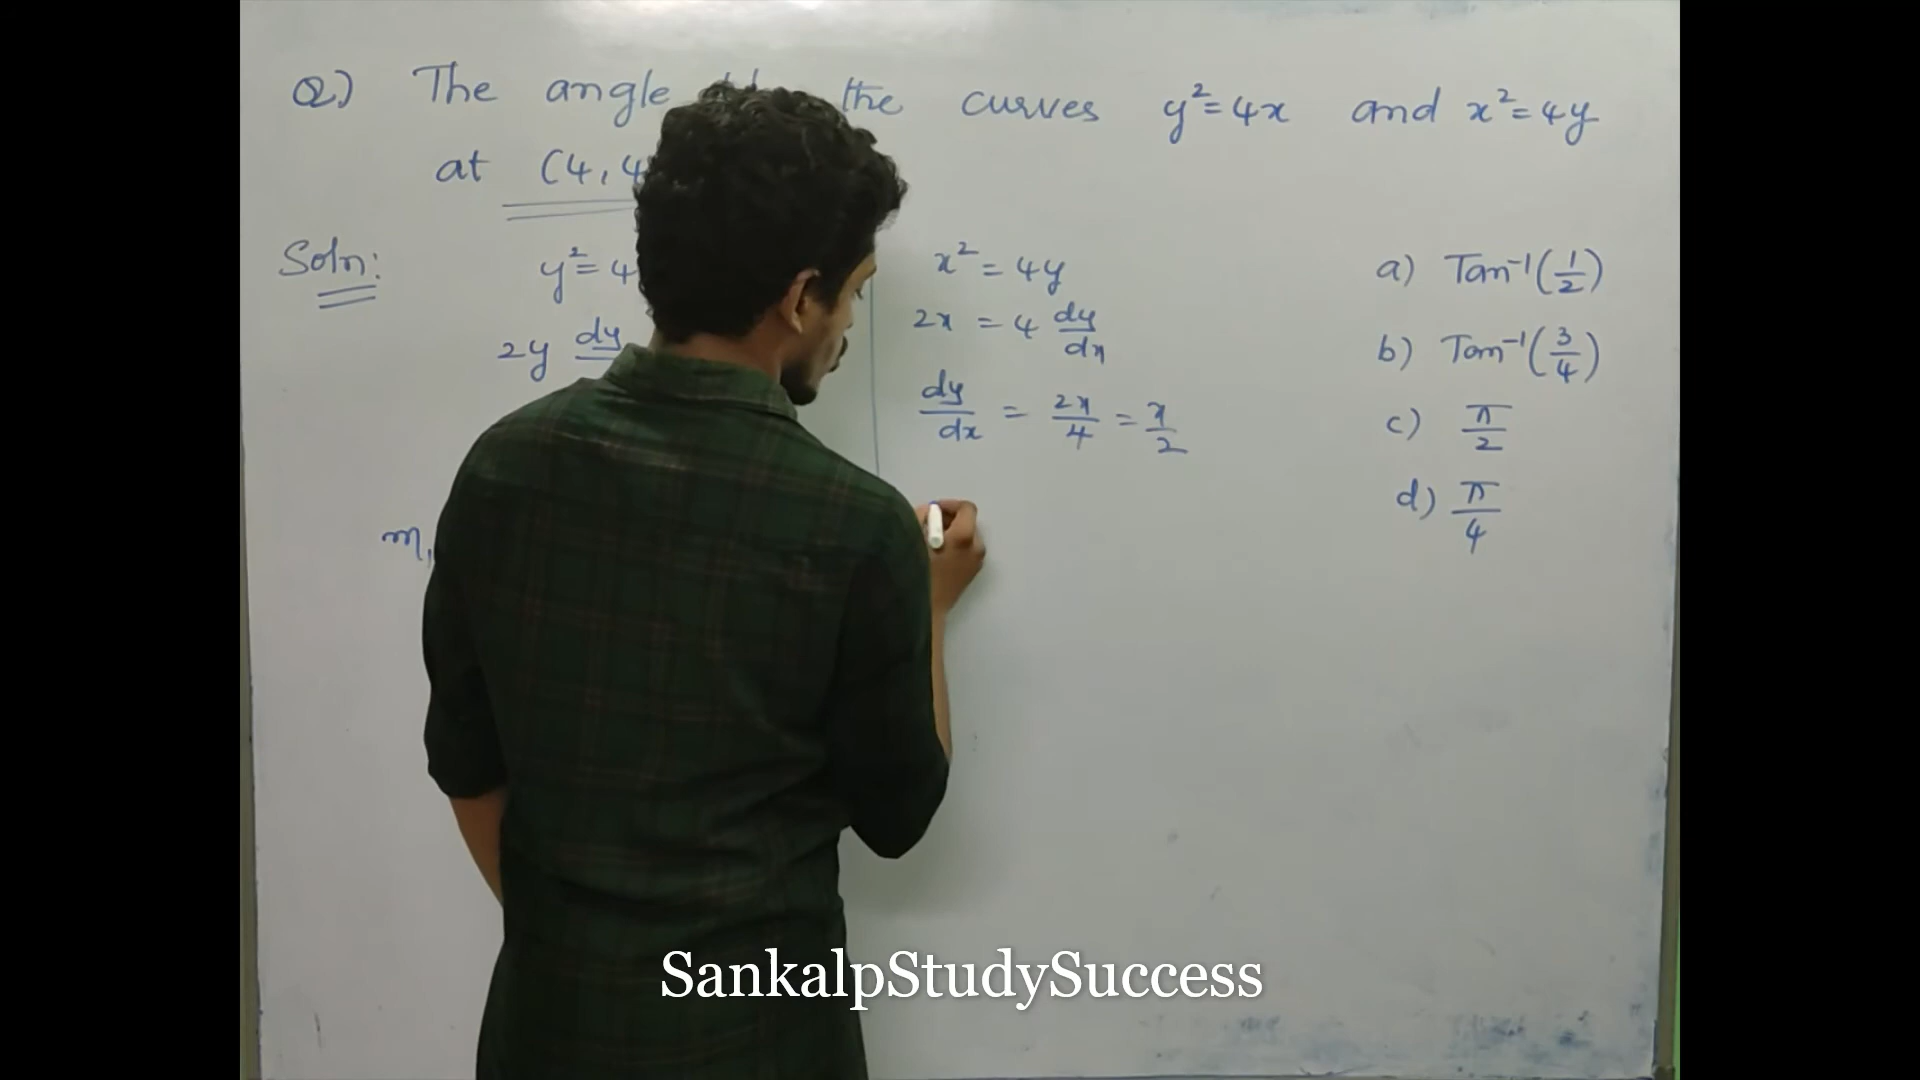 Q) The angle the curves y²=4x and x²=4y
at (4,4
Soln:
y²=4
2y dy
m₁
x² = 4y
2x = 4 dy/dx
dy/dx = 2x/4 = x/2
a) Tan⁻¹(1/2)
b) Tan⁻¹(3/4)
c) π/2
d) π/4
SankalpStudySuccess